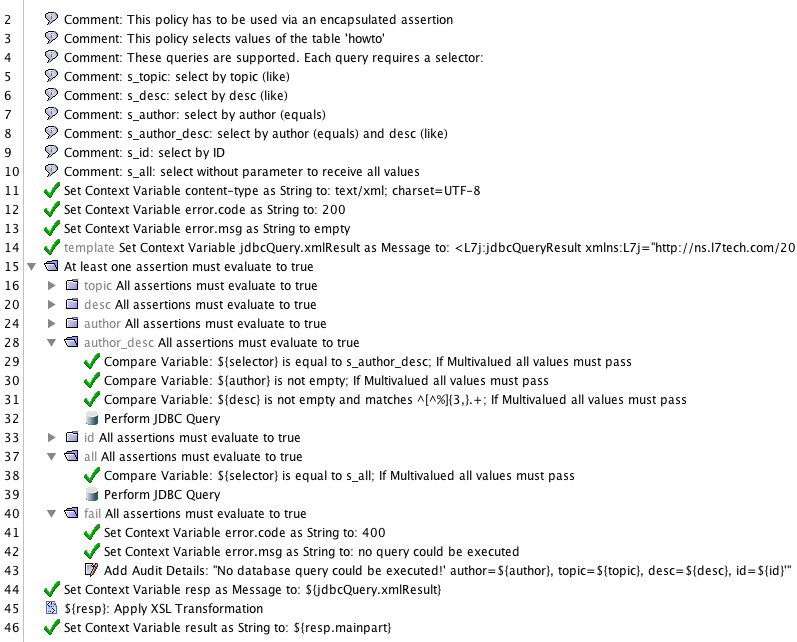 2 Comment: This policy has to be used via an encapsulated assertion
3 Comment: This policy selects values of the table 'howto'
4 Comment: These queries are supported. Each query requires a selector:
5 Comment: s_topic: select by topic (like)
6 Comment: s_desc: select by desc (like)
7 Comment: s_author: select by author (equals)
8 Comment: s_author_desc: select by author (equals) and desc (like)
9 Comment: s_id: select by ID
10 Comment: s_all: select without parameter to receive all values
11 Set Context Variable content-type as String to: text/xml; charset=UTF-8
12 Set Context Variable error.code as String to: 200
13 Set Context Variable error.msg as String to empty
14 template Set Context Variable jdbcQuery.xmlResult as Message to: <L7j:jdbcQueryResult xmlns:L7j="http://ns.l7tech.com/20
15 At least one assertion must evaluate to true
16 topic All assertions must evaluate to true
20 desc All assertions must evaluate to true
24 author All assertions must evaluate to true
28 author_desc All assertions must evaluate to true
29 Compare Variable: ${selector} is equal to s_author_desc; If Multivalued all values must pass
30 Compare Variable: ${author} is not empty; If Multivalued all values must pass
31 Compare Variable: ${desc} is not empty and matches ^[^%]{3,}.+; If Multivalued all values must pass
32 Perform JDBC Query
33 id All assertions must evaluate to true
37 all All assertions must evaluate to true
38 Compare Variable: ${selector} is equal to s_all; If Multivalued all values must pass
39 Perform JDBC Query
40 fail All assertions must evaluate to true
41 Set Context Variable error.code as String to: 400
42 Set Context Variable error.msg as String to: no query could be executed
43 Add Audit Details: "No database query could be executed!' author=${author}, topic=${topic}, desc=${desc}, id=${id}'"
44 Set Context Variable resp as Message to: ${jdbcQuery.xmlResult}
45 ${resp}: Apply XSL Transformation
46 Set Context Variable result as String to: ${resp.mainpart}